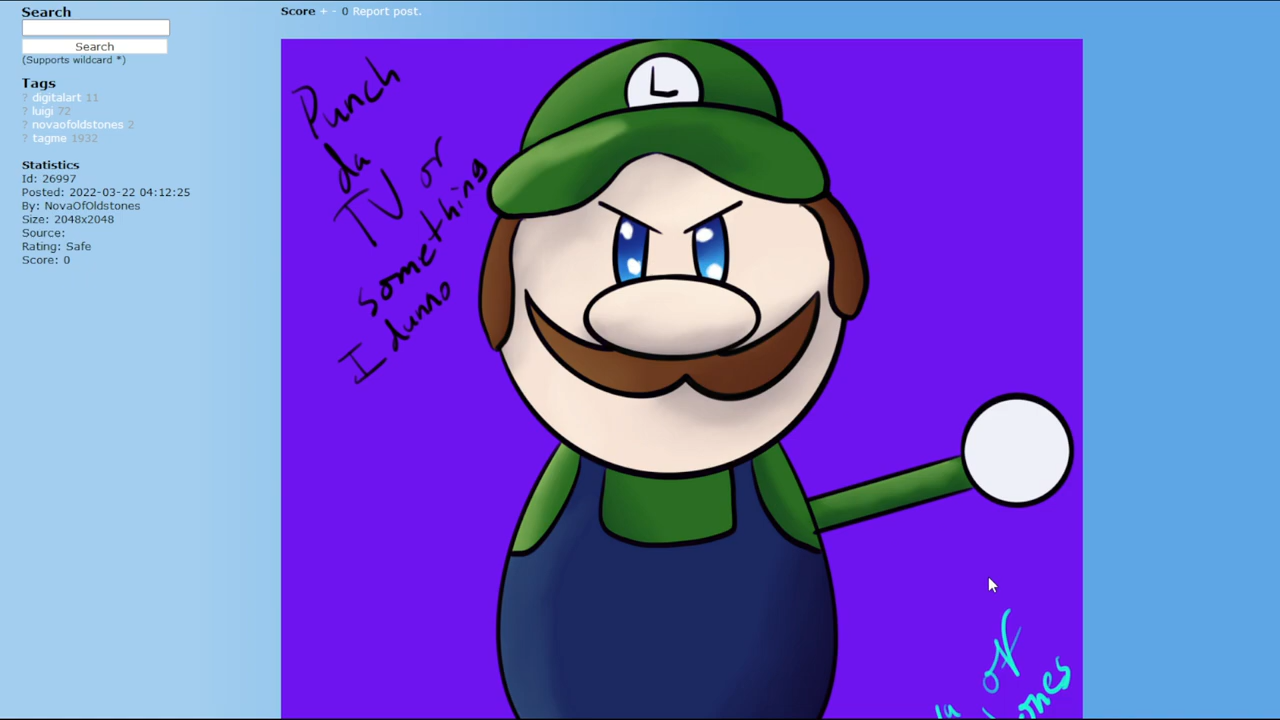 Search
Search
(Supports wildcard *)
Tags
? digitalart 11
? luigi 72
? novaofoldstones 2
? tagme 1932
Statistics
Id: 26997
Posted: 2022-03-22 04:12:25
By: NovaOfOldstones
Size: 2048x2048
Source:
Rating: Safe
Score: 0
Score + - 0 Report post.
Punch
da
TV or
something
I dunno
L
of